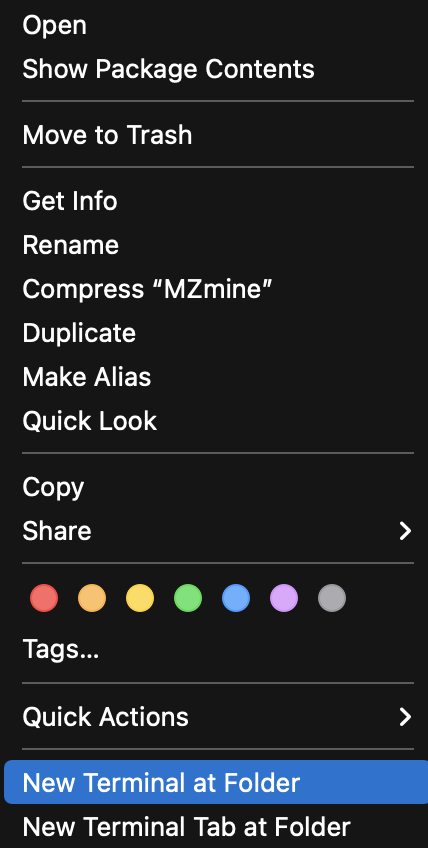 Open
Show Package Contents
Move to Trash
Get Info
Rename
Compress “MZmine”
Duplicate
Make Alias
Quick Look
Copy
Share
Tags...
Quick Actions
New Terminal at Folder
New Terminal Tab at Folder